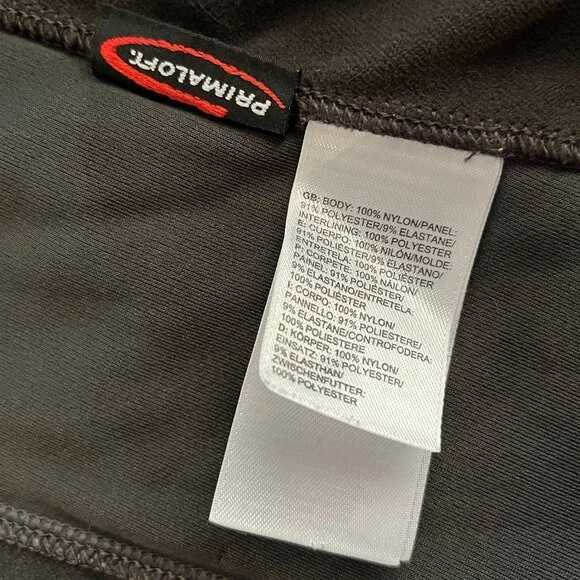 PRIMALOFT.
GB: BODY: 100% NYLON/PANEL:
91% POLYESTER/9% ELASTANE/
INTERLINING: 100% POLYESTER
E: CUERPO: 100% NILÓN/MOLDE:
91% POLIÉSTER/9% ELASTANO/
ENTRETELA: 100% POLIÉSTER
P: CORPETE: 100% NAILON/
PAINEL: 91% POLIÉSTER/
9% ELASTANO/ENTRETELA:
100% POLIÉSTER
I: CORPO: 100% NYLON/
PANNELLO: 91% POLIESTERE/
9% ELASTANE/CONTROFODERA:
100% POLIESTERE
D: KÖRPER: 100% NYLON/
EINSATZ: 91% POLYESTER/
9% ELASTHAN/
ZWISCHENFUTTER:
100% POLYESTER